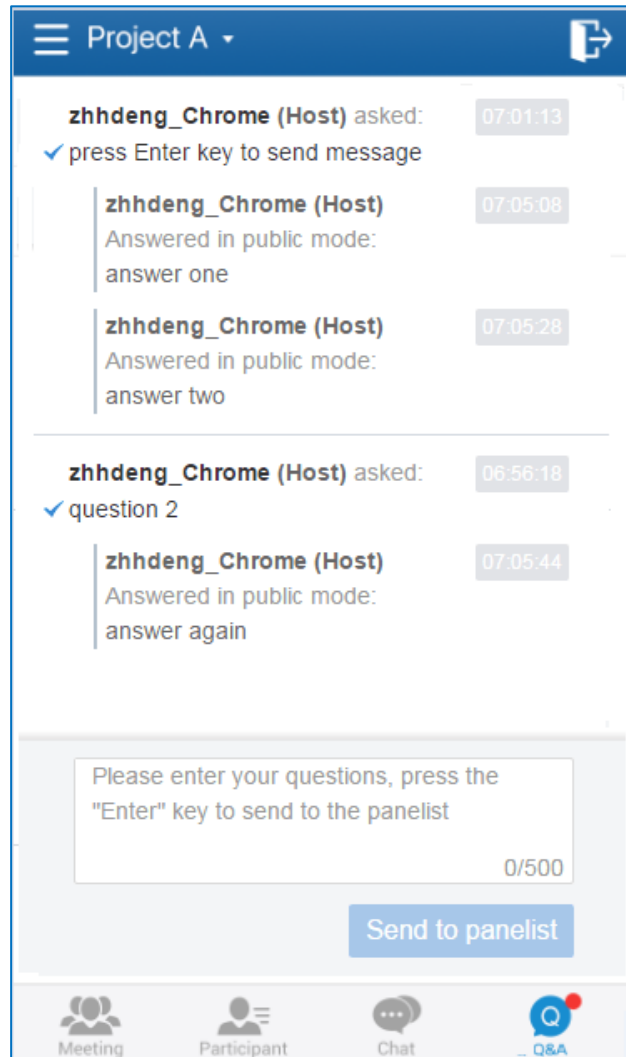 Project A
zhhdeng_Chrome (Host) asked: 07:01:13
press Enter key to send message
zhhdeng_Chrome (Host) 07:05:08
Answered in public mode:
answer one
zhhdeng_Chrome (Host) 07:05:28
Answered in public mode:
answer two
zhhdeng_Chrome (Host) asked: 06:56:18
question 2
zhhdeng_Chrome (Host) 07:05:44
Answered in public mode:
answer again
Please enter your questions, press the
"Enter" key to send to the panelist
0/500
Send to panelist
Meeting Participant Chat Q&A